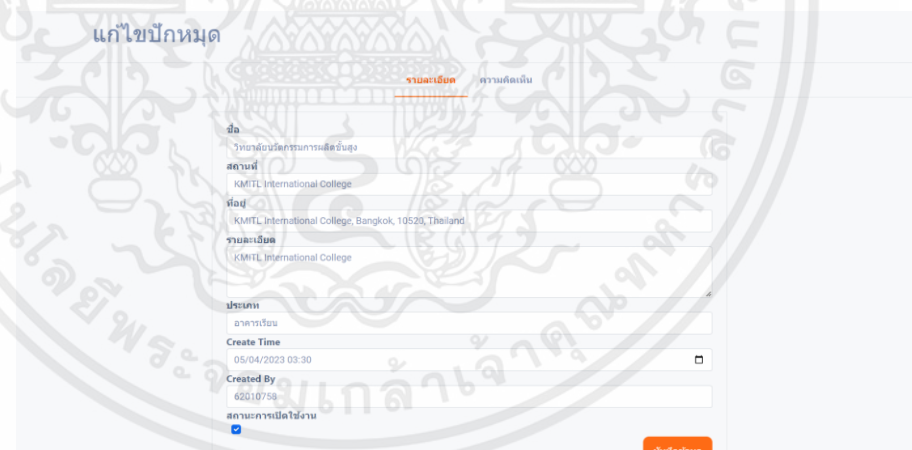 แก้ไขปักหมุด
รายละเอียด ความคิดเห็น
ชื่อ
วิทยาลัยนวัตกรรมการผลิตขั้นสูง
สถานที่
KMITL International College
ที่อยู่
KMITL International College, Bangkok, 10520, Thailand
รายละเอียด
KMITL International College
ประเภท
อาคารเรียน
Create Time
05/04/2023 03:30
Created By
62010758
สถานะการเปิดใช้งาน